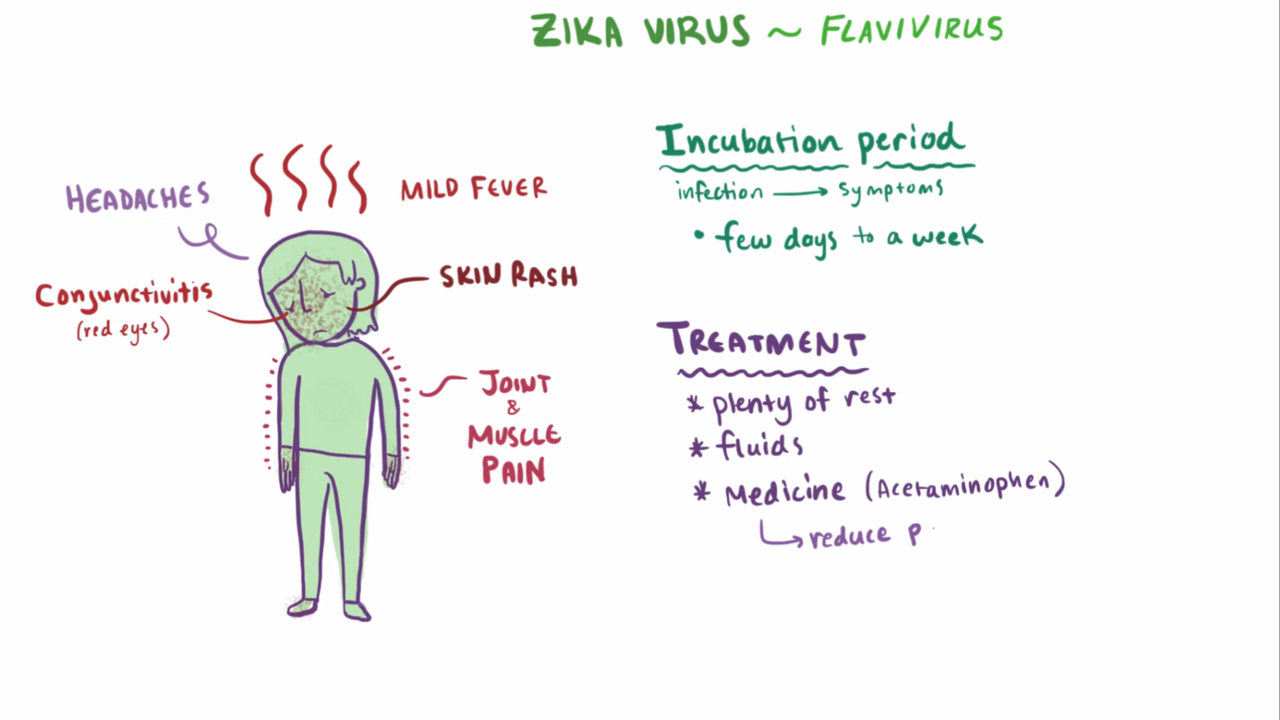 ZIKA VIRUS ~ FLAVIVIRUS
HEADACHES
MILD FEVER
Conjunctivitis
(red eyes)
SKIN RASH
JOINT
&
MUSCLE
PAIN
Incubation period
infection → symptoms
• few days to a week
TREATMENT
* plenty of rest
* fluids
* Medicine (Acetaminophen)
↳ reduce p